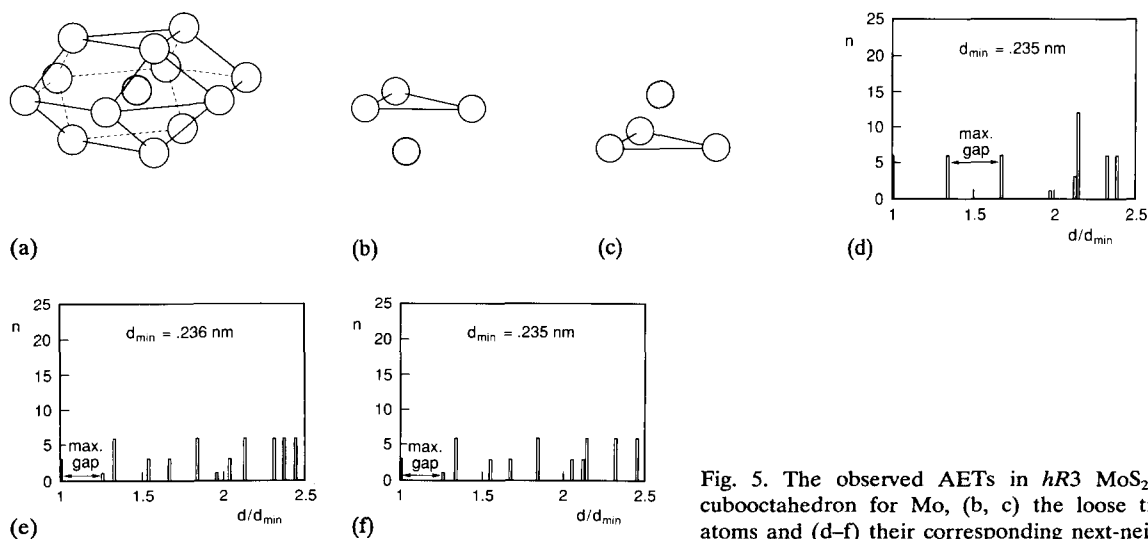 (a)
(b)
(c)
n
25
20
15
10
5
0
d_min = .235 nm
max.
gap
1
1.5
2
2.5
d/d_min
(d)
n
25
20
15
10
5
0
d_min = .236 nm
max.
gap
1
1.5
2
2.5
d/d_min
(e)
n
25
20
15
10
5
0
d_min = .235 nm
max.
gap
1
1.5
2
2.5
d/d_min
(f)
Fig. 5. The observed AETs in hR3 MoS2
cubooctahedron for Mo, (b, c) the loose
atoms and (d–f) their corresponding